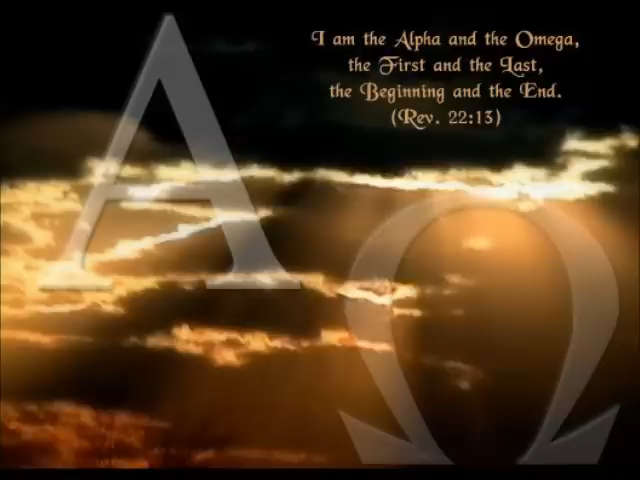 I am the Alpha and the Omega,
the First and the Last,
the Beginning and the End.
(Rev. 22:13)
Α
Ω